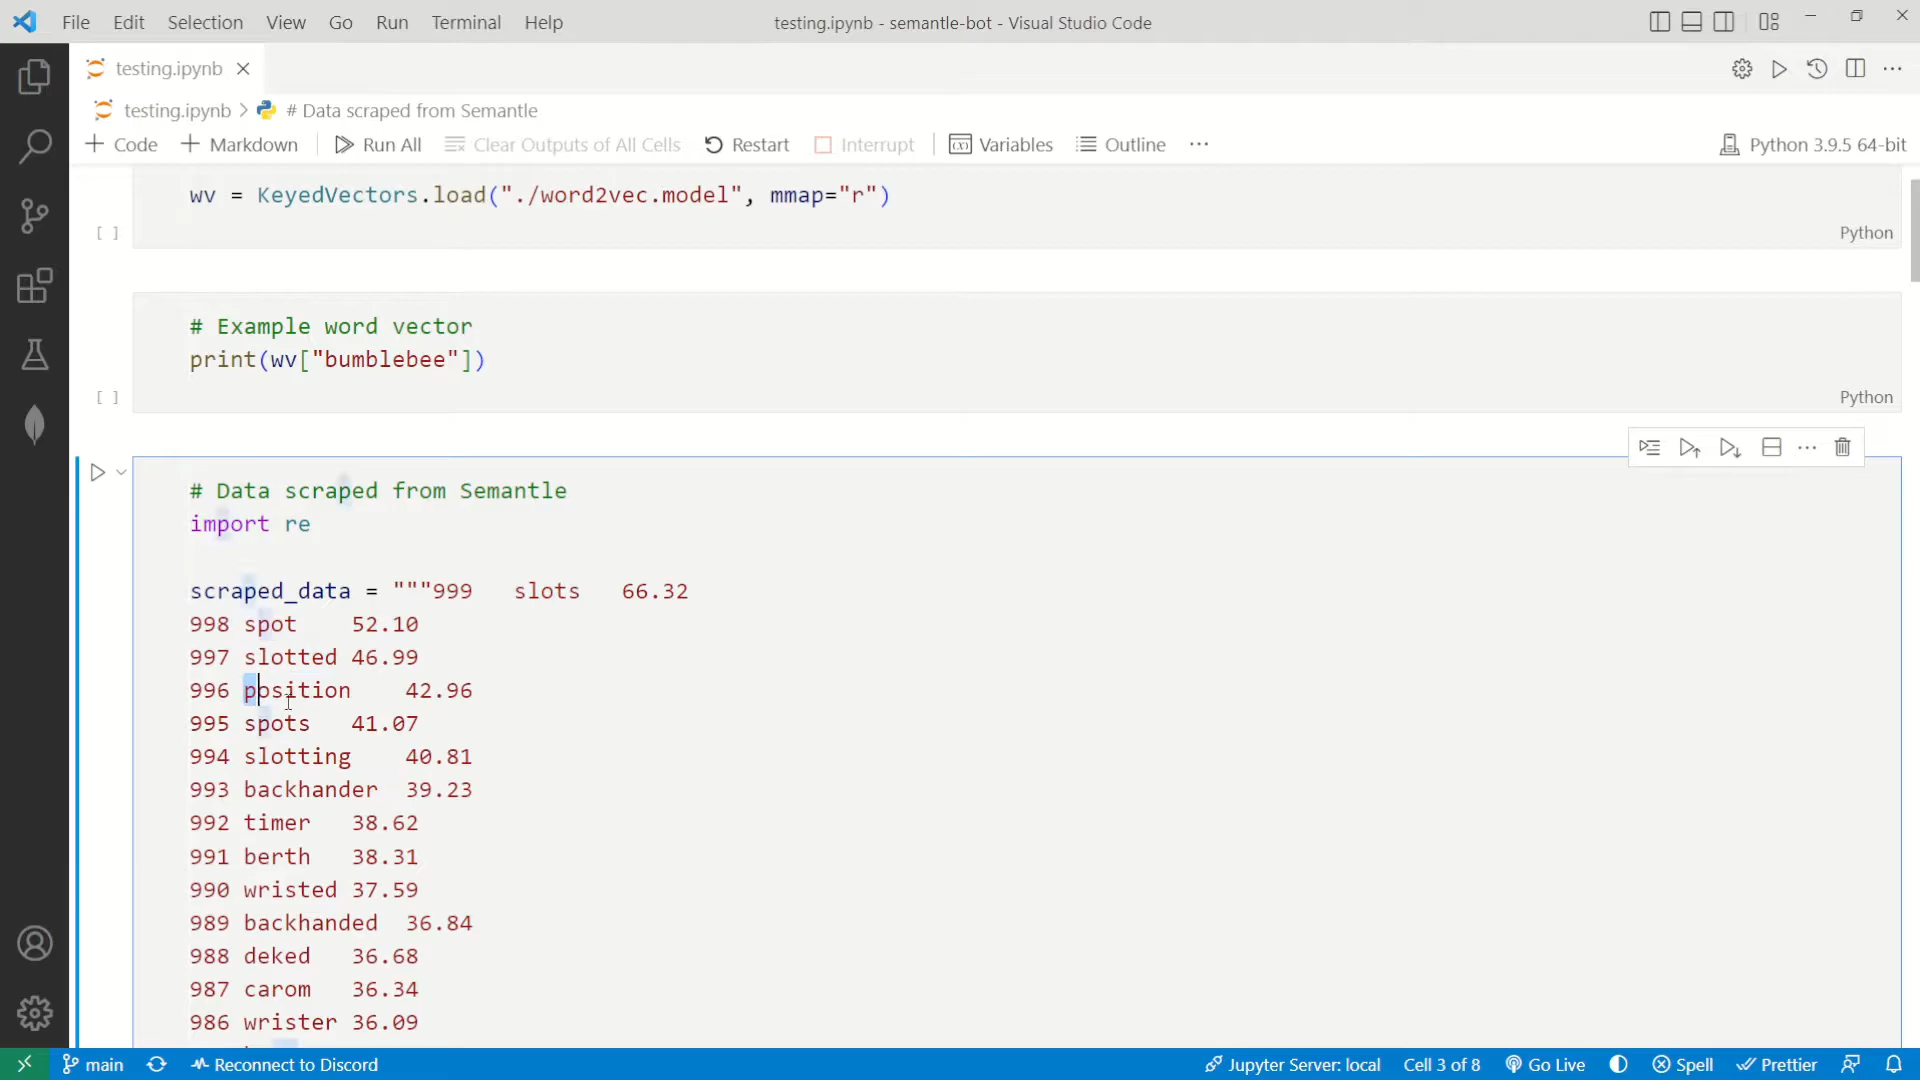 File Edit Selection View Go Run Terminal Help testing.ipynb - semantle-bot - Visual Studio Code
testing.ipynb
testing.ipynb > # Data scraped from Semantle
+ Code + Markdown Run All Clear Outputs of All Cells Restart Interrupt Variables Outline ... Python 3.9.5 64-bit
wv = KeyedVectors.load("./word2vec.model", mmap="r")
[ ] Python
# Example word vector
print(wv["bumblebee"])
[ ] Python
# Data scraped from Semantle
import re
scraped_data = """999 slots 66.32
998 spot 52.10
997 slotted 46.99
996 position 42.96
995 spots 41.07
994 slotting 40.81
993 backhander 39.23
992 timer 38.62
991 berth 38.31
990 wristed 37.59
989 backhanded 36.84
988 deked 36.68
987 carom 36.34
986 wrister 36.09
main Reconnect to Discord Jupyter Server: local Cell 3 of 8 Go Live Spell Prettier